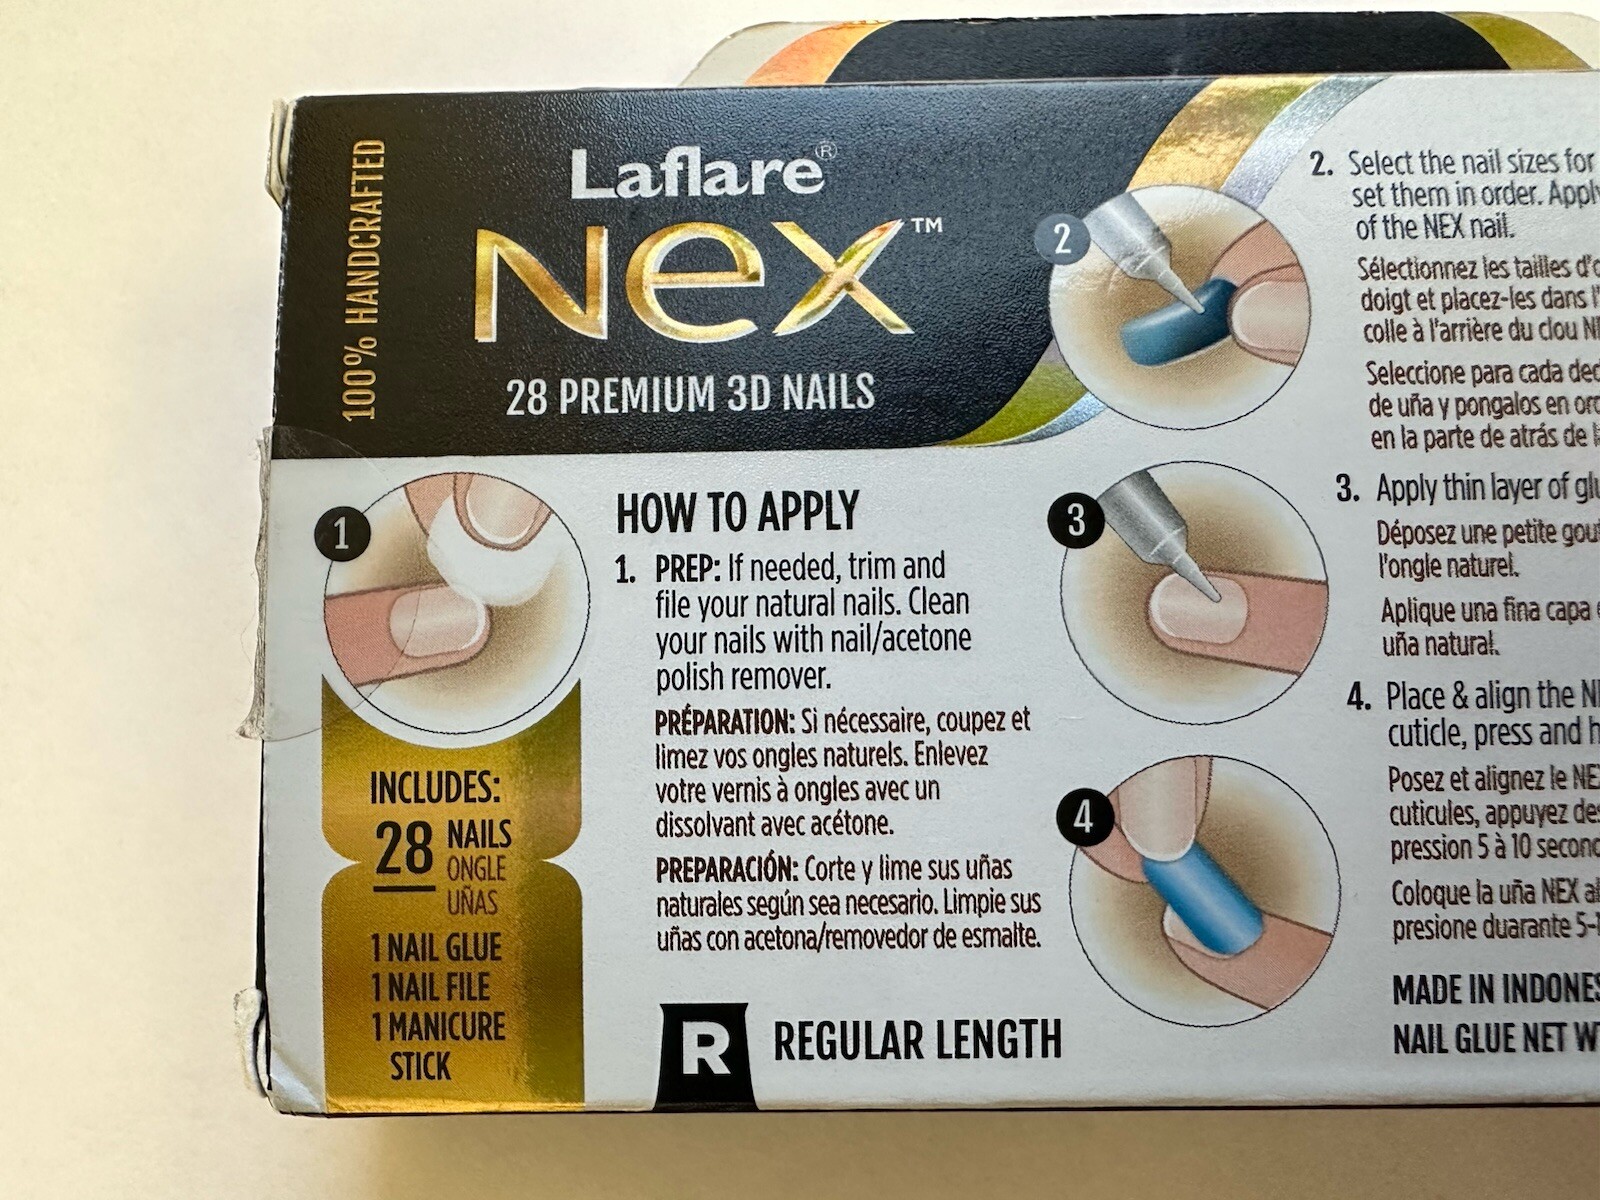 100% HANDCRAFTED
Laflare®
NEX™
28 PREMIUM 3D NAILS
1
HOW TO APPLY
1. PREP: If needed, trim and
file your natural nails. Clean
your nails with nail/acetone
polish remover.
PRÉPARATION: Si nécessaire, coupez et
limez vos ongles naturels. Enlevez
votre vernis à ongles avec un
dissolvant avec acétone.
PREPARACIÓN: Corte y lime sus uñas
naturales según sea necesario. Limpie sus
uñas con acetona/removedor de esmalte.
INCLUDES:
28 NAILS
ONGLE
UÑAS
1 NAIL GLUE
1 NAIL FILE
1 MANICURE
STICK
R REGULAR LENGTH
2
3
4
2. Select the nail sizes for
set them in order.
of the NEX nail.
Sélectionnez les tailles
doigt et placez-les dans
colle à l'arrière du clou
Seleccione para cada
de uña y pongalos en
en la parte de atrás de
3. Apply thin layer of
Déposez une petite
l'ongle naturel.
Aplique una fina capa
uña natural.
4. Place & align the
cuticle, press and
Posez et alignez le
cuticules, appuyez
pression 5 à 10
Coloque la uña NEX
presione duarante
MADE IN
NAIL GLUE NET